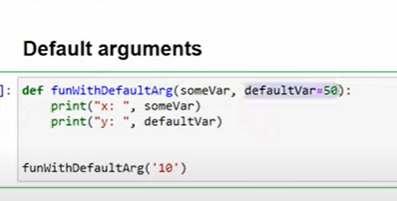 Default arguments
]: def funWithDefaultArg(someVar, defaultVar=50):
print("x: ", someVar)
print("y: ", defaultVar)
funWithDefaultArg('10')